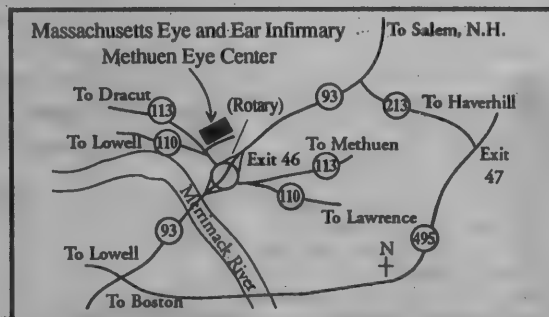 Massachusetts Eye and Ear Infirmary
Methuen Eye Center
To Salem, N.H.
To Dracut
113
(Rotary)
93
213
To Haverhill
To Lowell
110
Exit 46
To Methuen
113
Exit
47
110
To Lawrence
Merrimack River
93
495
N
To Lowell
To Boston